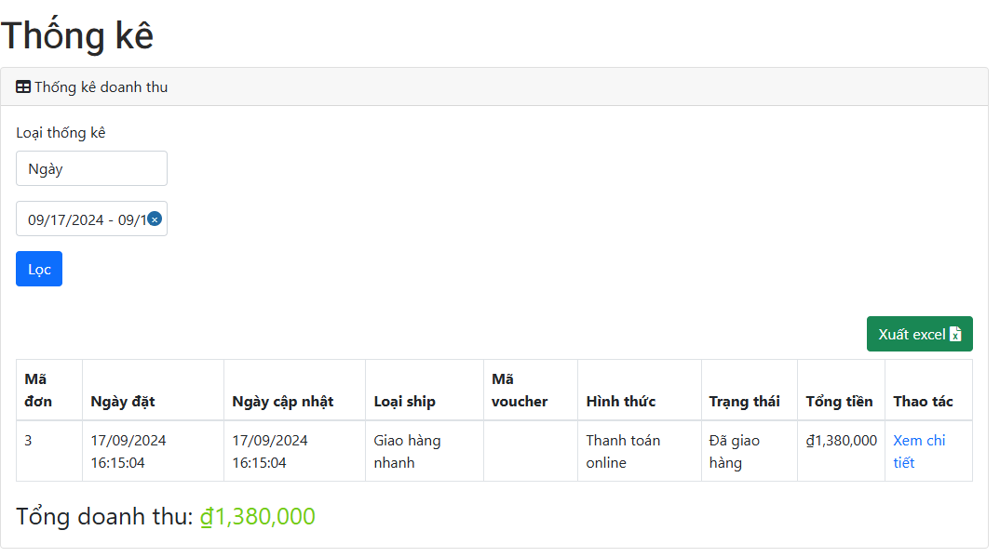 Thống kê
Thống kê doanh thu
Loại thống kê
Ngày
09/17/2024 - 09/1
Lọc
Xuất excel
Mã đơn
Ngày đặt
Ngày cập nhật
Loại ship
Mã voucher
Hình thức
Trạng thái
Tổng tiền
Thao tác
3
17/09/2024
16:15:04
17/09/2024
16:15:04
Giao hàng
nhanh
Thanh toán
online
Đã giao
hàng
₫1,380,000
Xem chi
tiết
Tổng doanh thu: ₫1,380,000